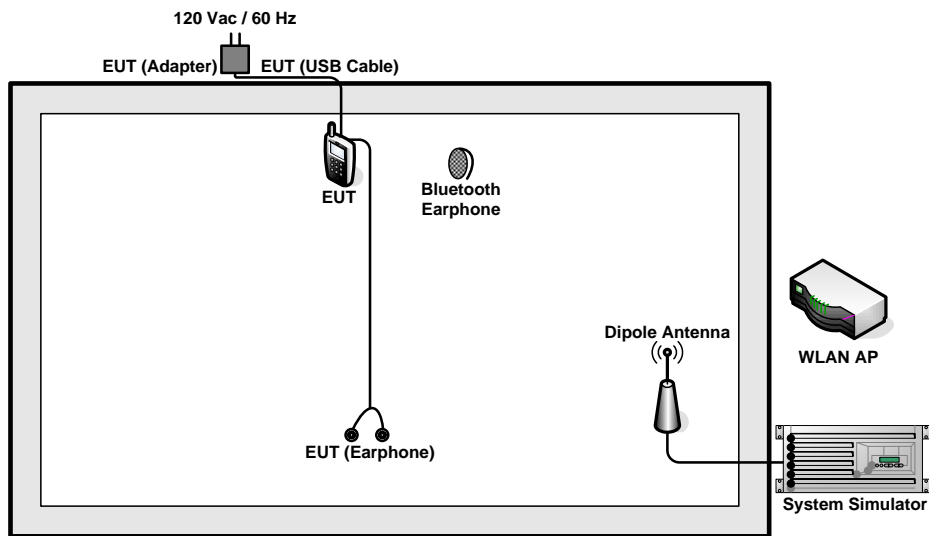 120 Vac / 60 Hz
EUT (Adapter)
EUT (USB Cable)
EUT
Bluetooth
Earphone
Dipole Antenna
WLAN AP
EUT (Earphone)
System Simulator